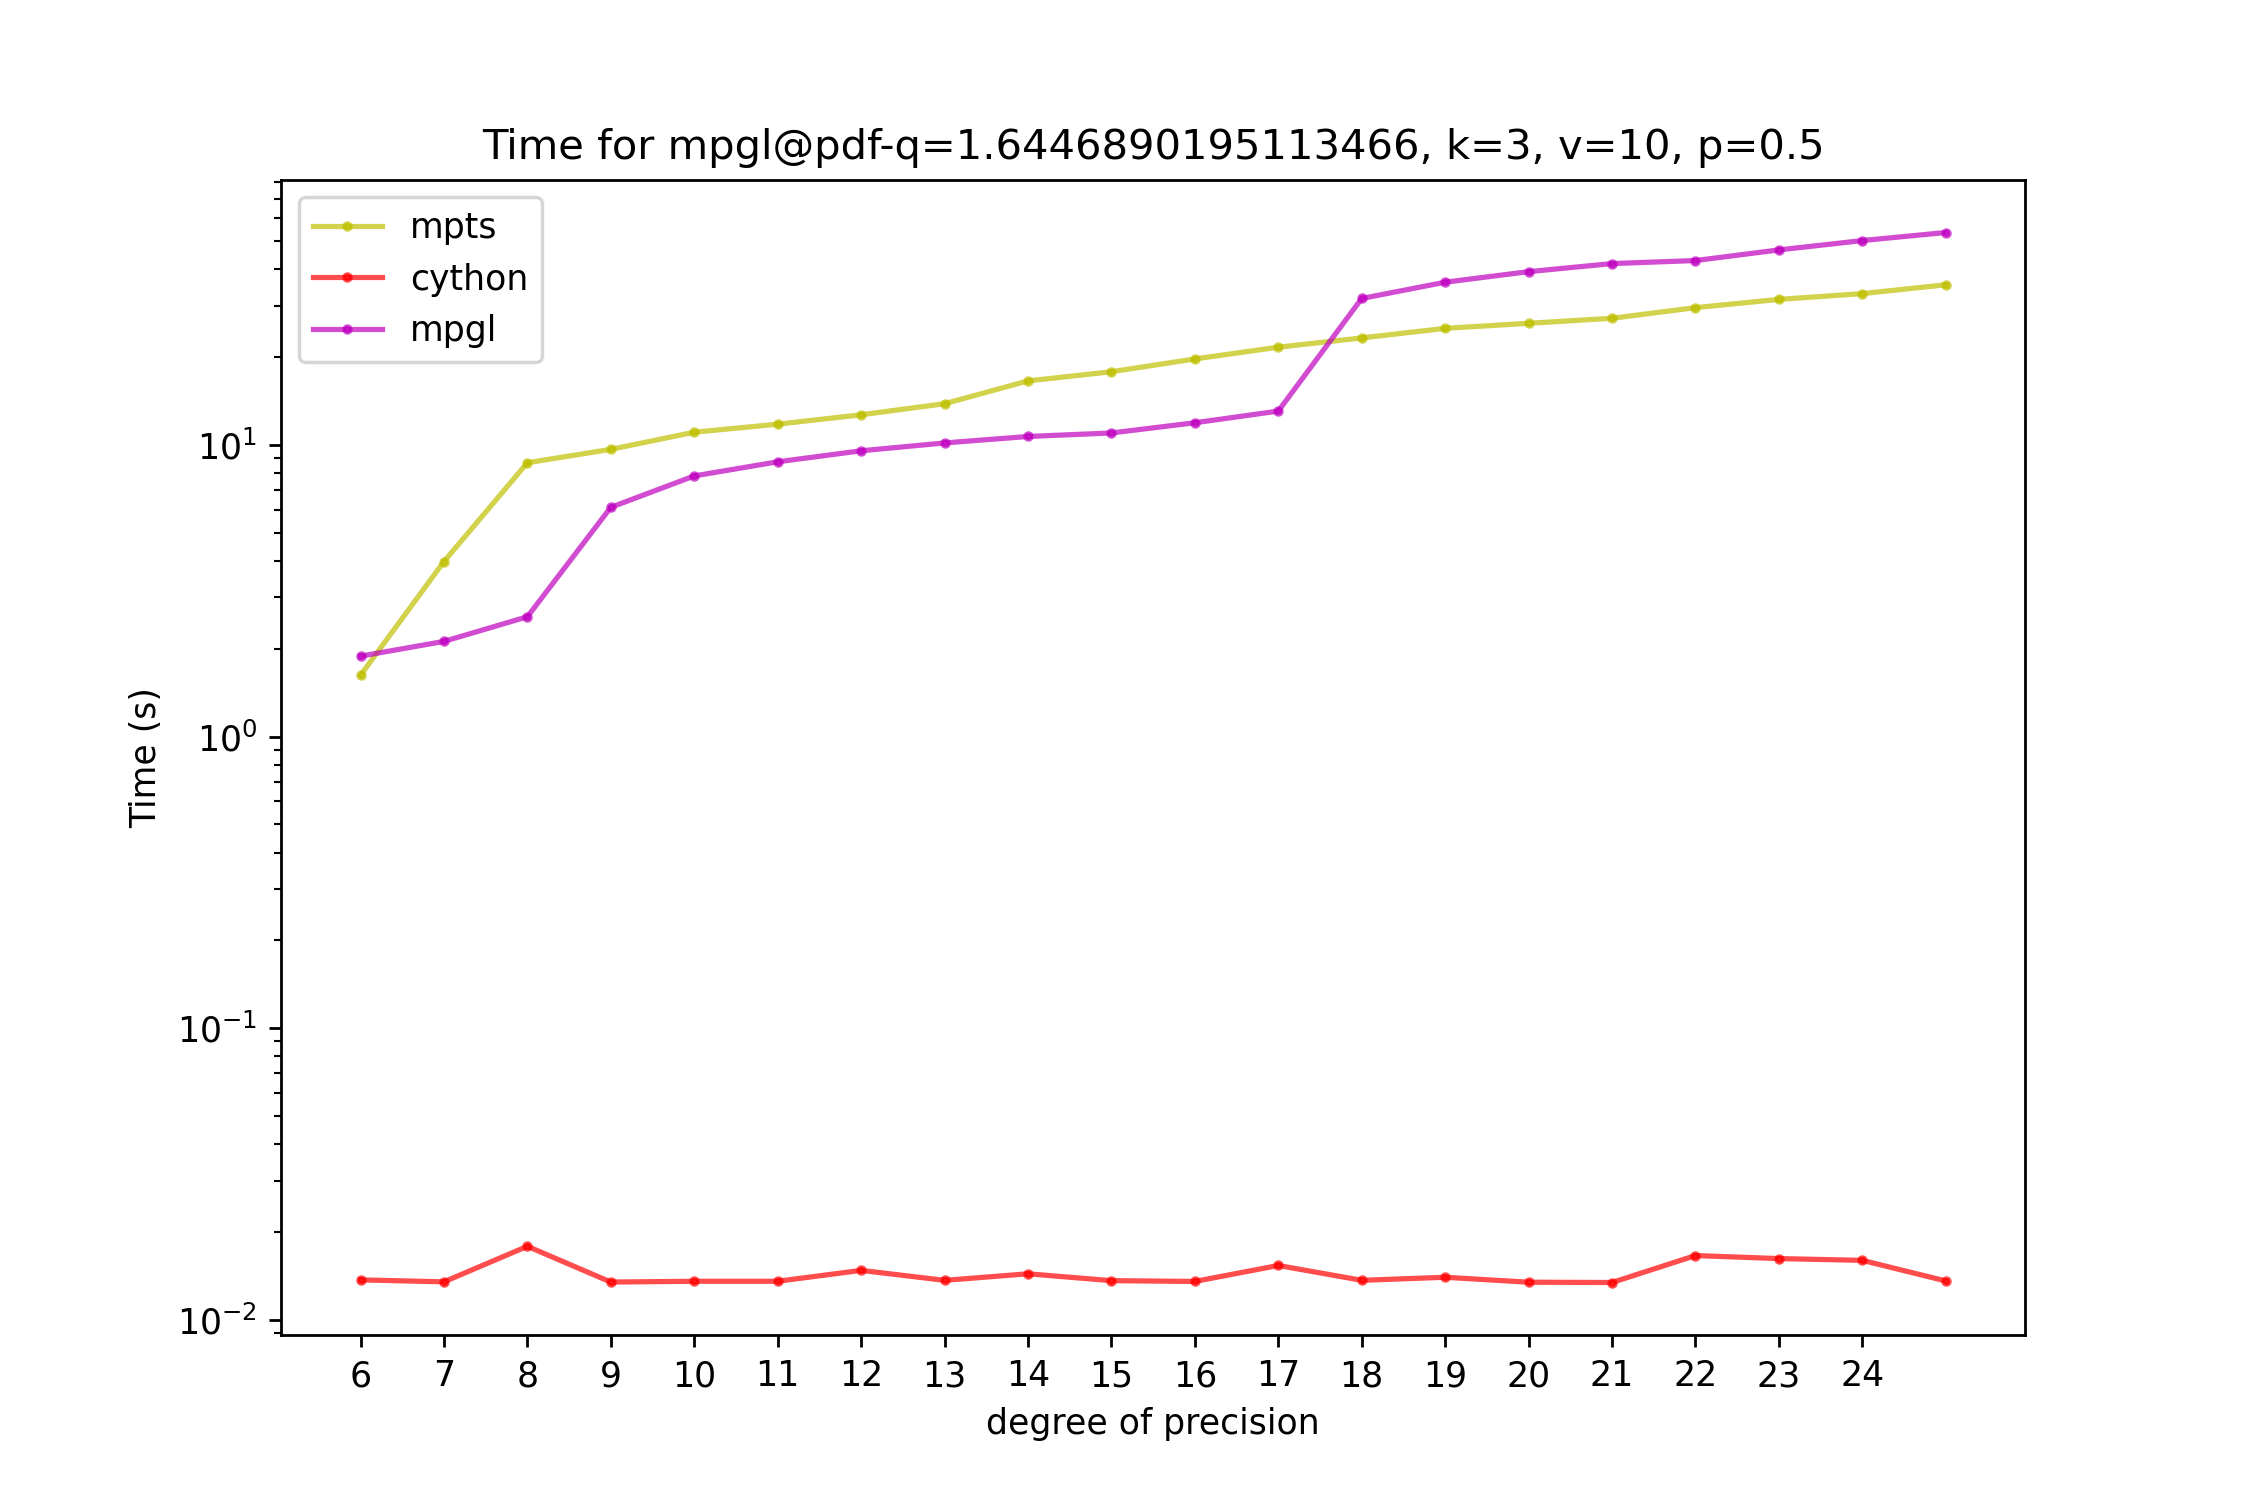 Time for mpgl@pdf-q=1.6446890195113466, k=3, v=10, p=0.5
mpts
cython
mpgl
10¹
10⁰
10⁻¹
10⁻²
Time (s)
6 7 8 9 10 11 12 13 14 15 16 17 18 19 20 21 22 23 24
degree of precision